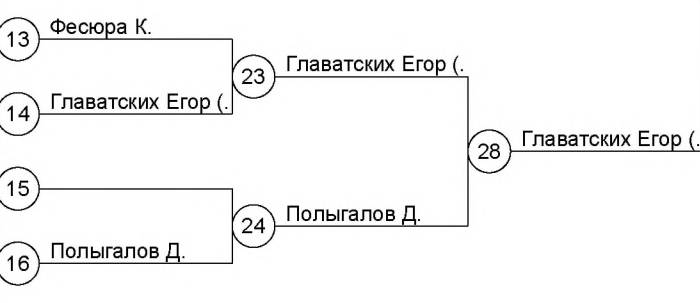 13
Фесюра К.
23
Главатских Егор (.
14
Главатских Егор (.
28
Главатских Егор (.
15
24
Полыгалов Д.
16
Полыгалов Д.